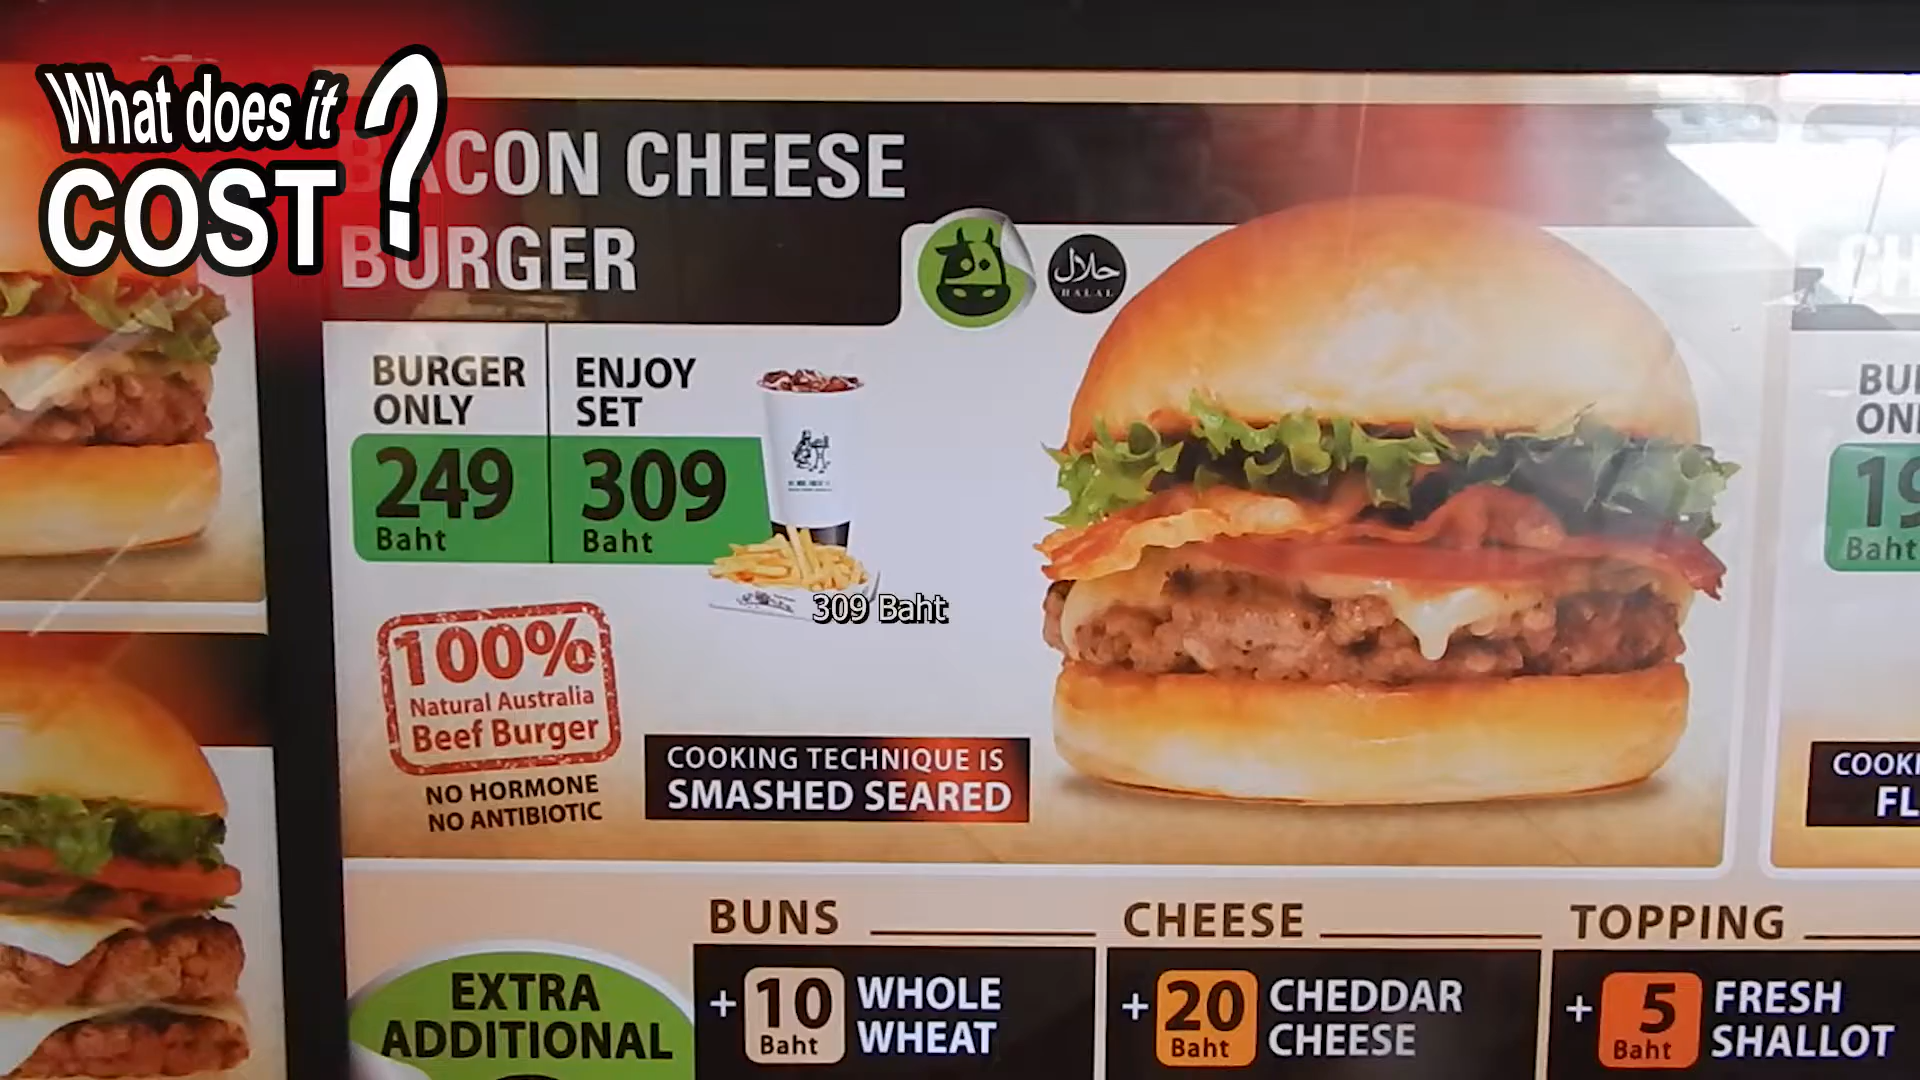 What does it
COST?
BACON CHEESE
BURGER
حلال
HALAL
BURGER
ONLY
249
Baht
ENJOY
SET
309
Baht
309 Baht
100%
Natural Australia
Beef Burger
NO HORMONE
NO ANTIBIOTIC
COOKING TECHNIQUE IS
SMASHED SEARED
EXTRA
ADDITIONAL
BUNS
+ 10
Baht
WHOLE
WHEAT
CHEESE
+ 20
Baht
CHEDDAR
CHEESE
TOPPING
+ 5
Baht
FRESH
SHALLOT
Baht